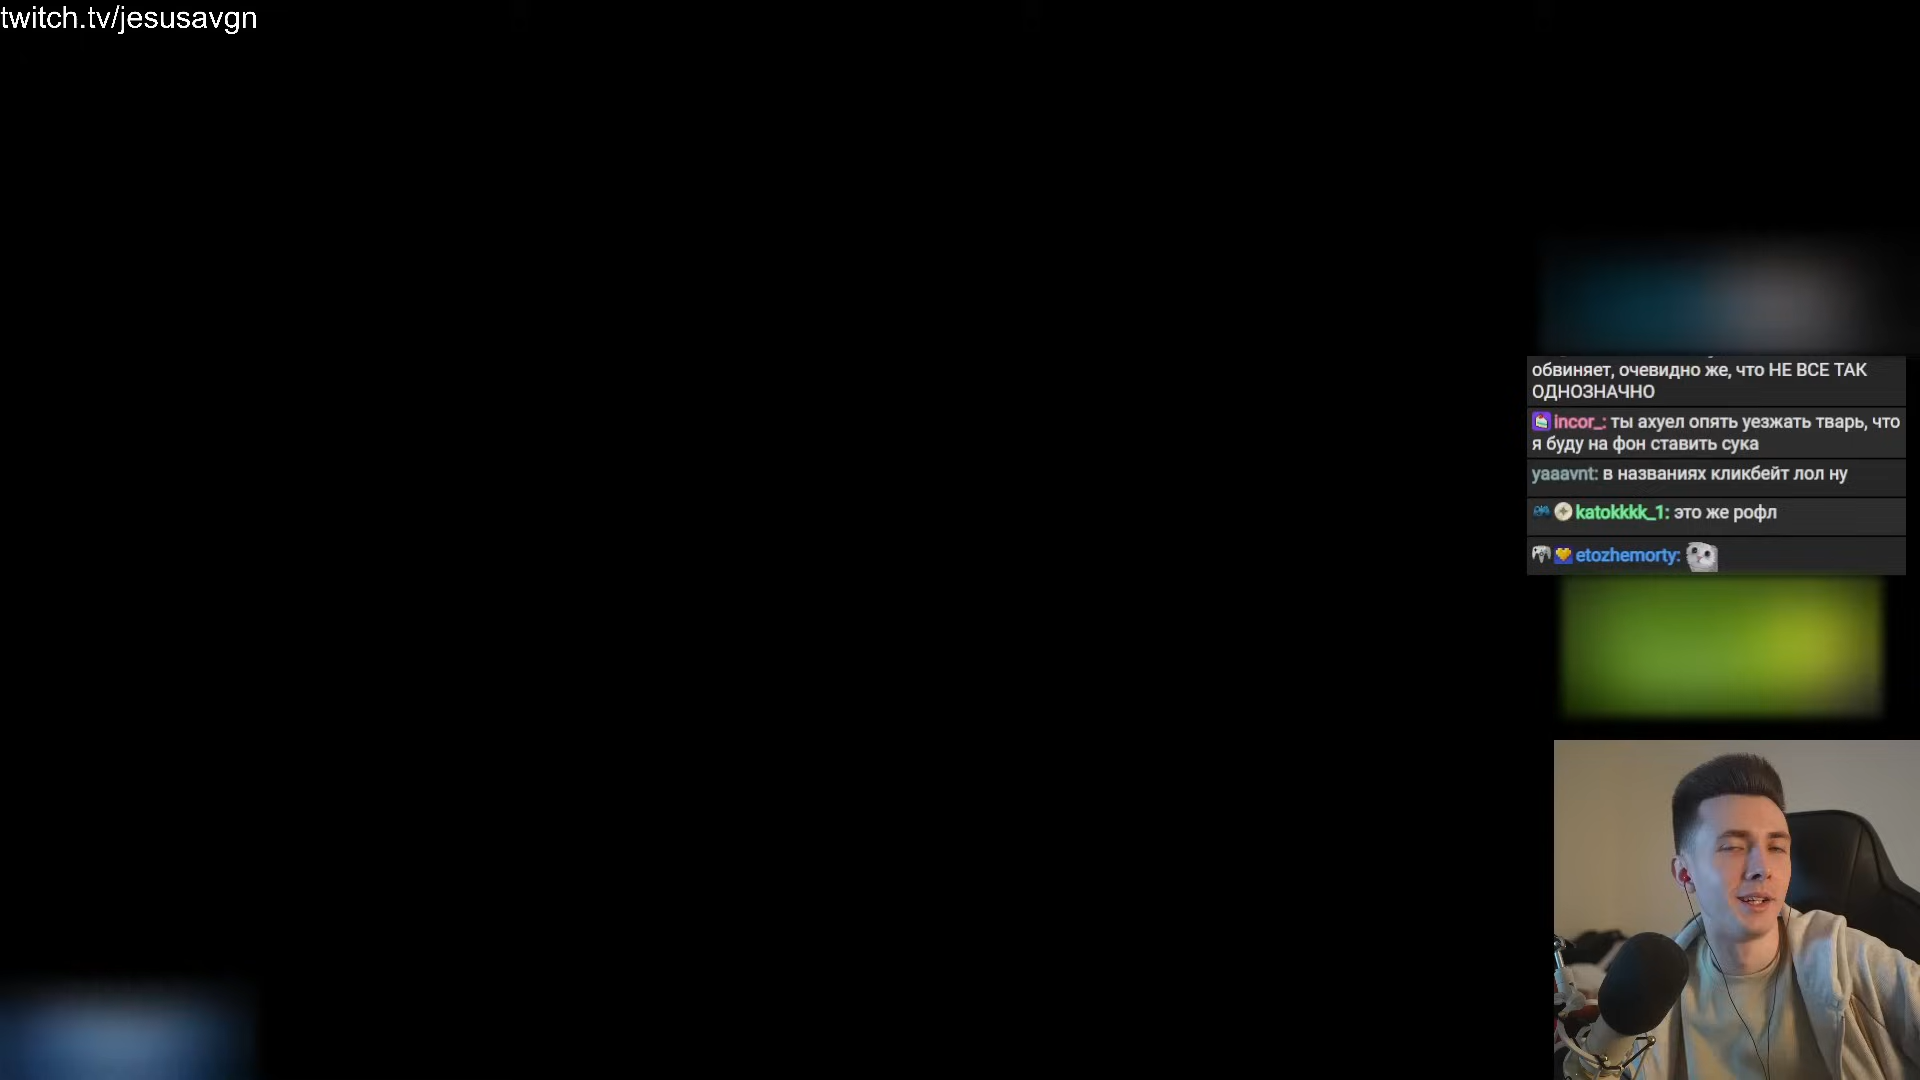 twitch.tv/jesusavgn
обвиняет, очевидно же, что НЕ ВСЕ ТАК
ОДНОЗНАЧНО
incor_: ты ахуел опять уезжать тварь, что
я буду на фон ставить сука
yaaavnt: в названиях кликбейт лол ну
katokkkk_1: это же рофл
etozhemorty: